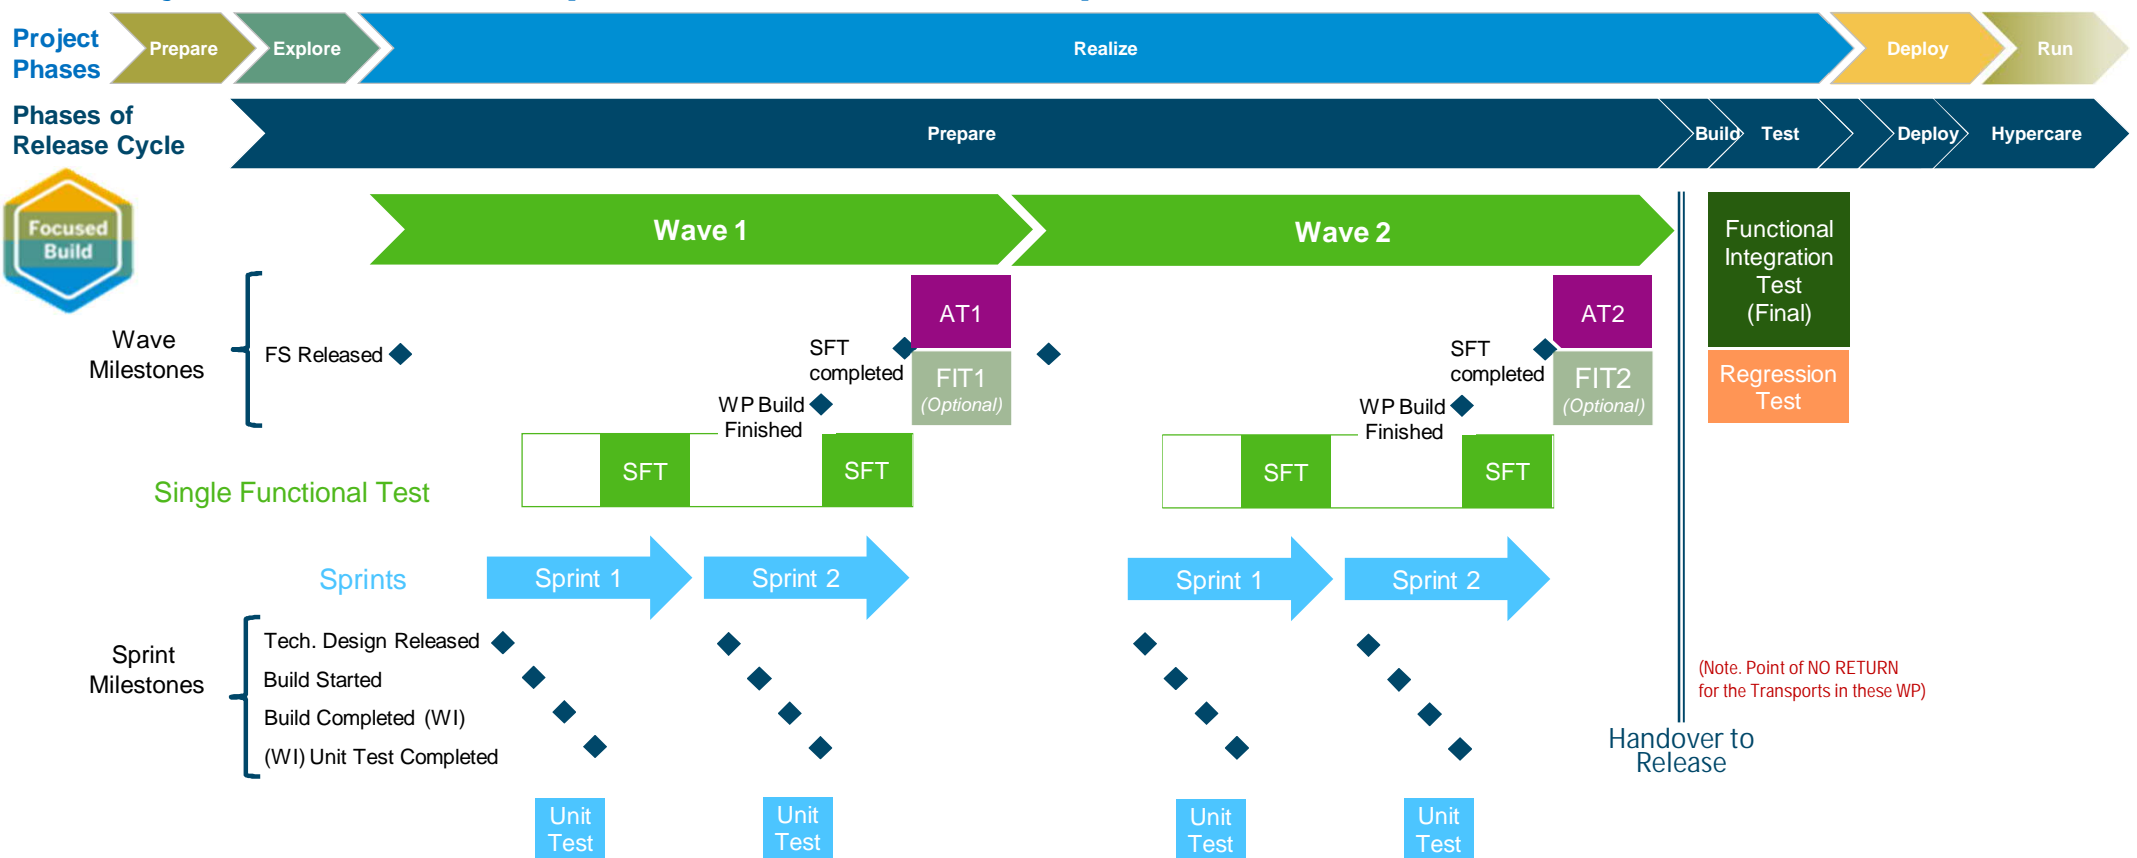 Project
Phases
Prepare
Explore
Realize
Deploy
Run
Phases of
Release Cycle
Prepare
Build
Test
Deploy
Hypercare
Focused
Build
Wave 1
Wave 2
Functional
Integration
Test
(Final)
Regression
Test
Wave
Milestones
FS Released
SFT
completed
AT1
FIT1
(Optional)
WP Build
Finished
SFT
completed
AT2
FIT2
(Optional)
WP Build
Finished
Single Functional Test
SFT
SFT
SFT
SFT
Sprints
Sprint 1
Sprint 2
Sprint 1
Sprint 2
Sprint
Milestones
Tech. Design Released
Build Started
Build Completed (WI)
(WI) Unit Test Completed
(Note. Point of NO RETURN
for the Transports in these WP)
Handover to
Release
Unit
Test
Unit
Test
Unit
Test
Unit
Test